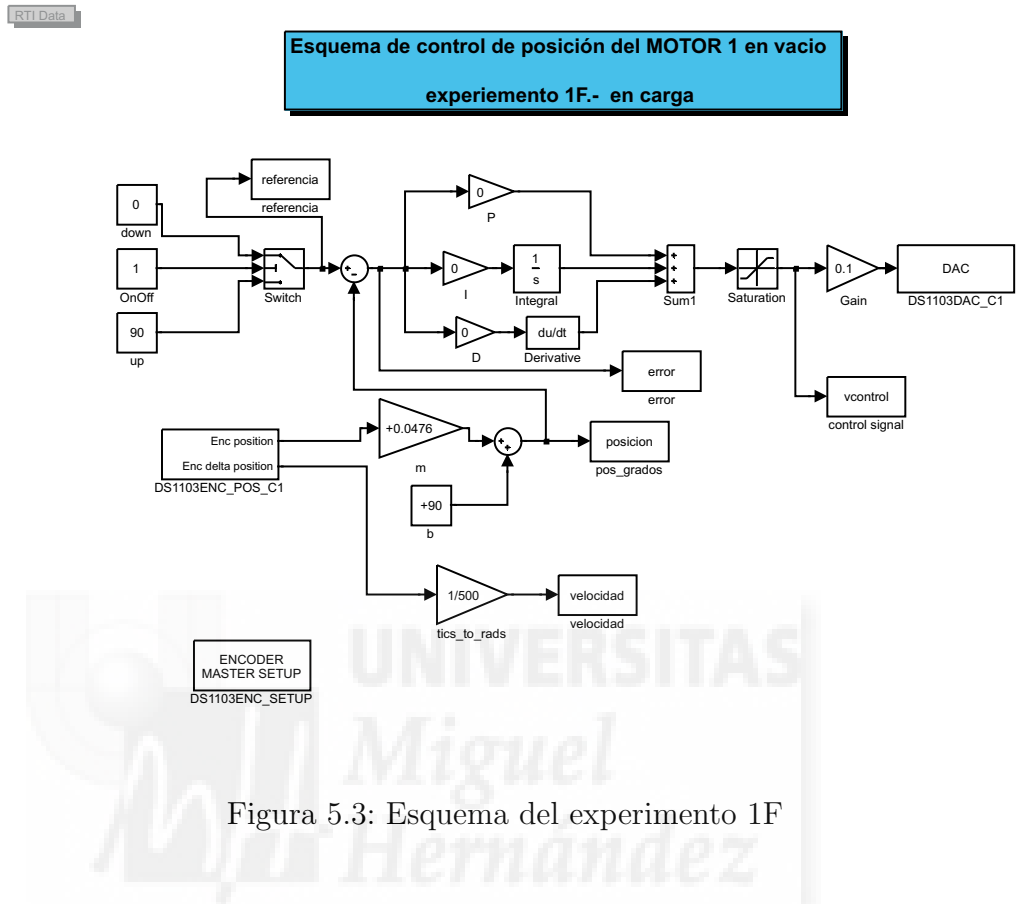 RTI Data
Esquema de control de posición del MOTOR 1 en vacio
experiemento 1F.- en carga
referencia
referencia
0
down
1
OnOff
90
up
Switch
+
-
0
P
0
I
1
s
Integral
0
D
du/dt
Derivative
+
+
+
Sum1
Saturation
0.1
Gain
DAC
DS1103DAC_C1
error
error
vcontrol
control signal
Enc position
Enc delta position
DS1103ENC_POS_C1
+0.0476
m
+
+
+90
b
posicion
pos_grados
1/500
tics_to_rads
velocidad
velocidad
ENCODER
MASTER SETUP
DS1103ENC_SETUP
UNIVERSITAS
Miguel
Hernández
Figura 5.3: Esquema del experimento 1F